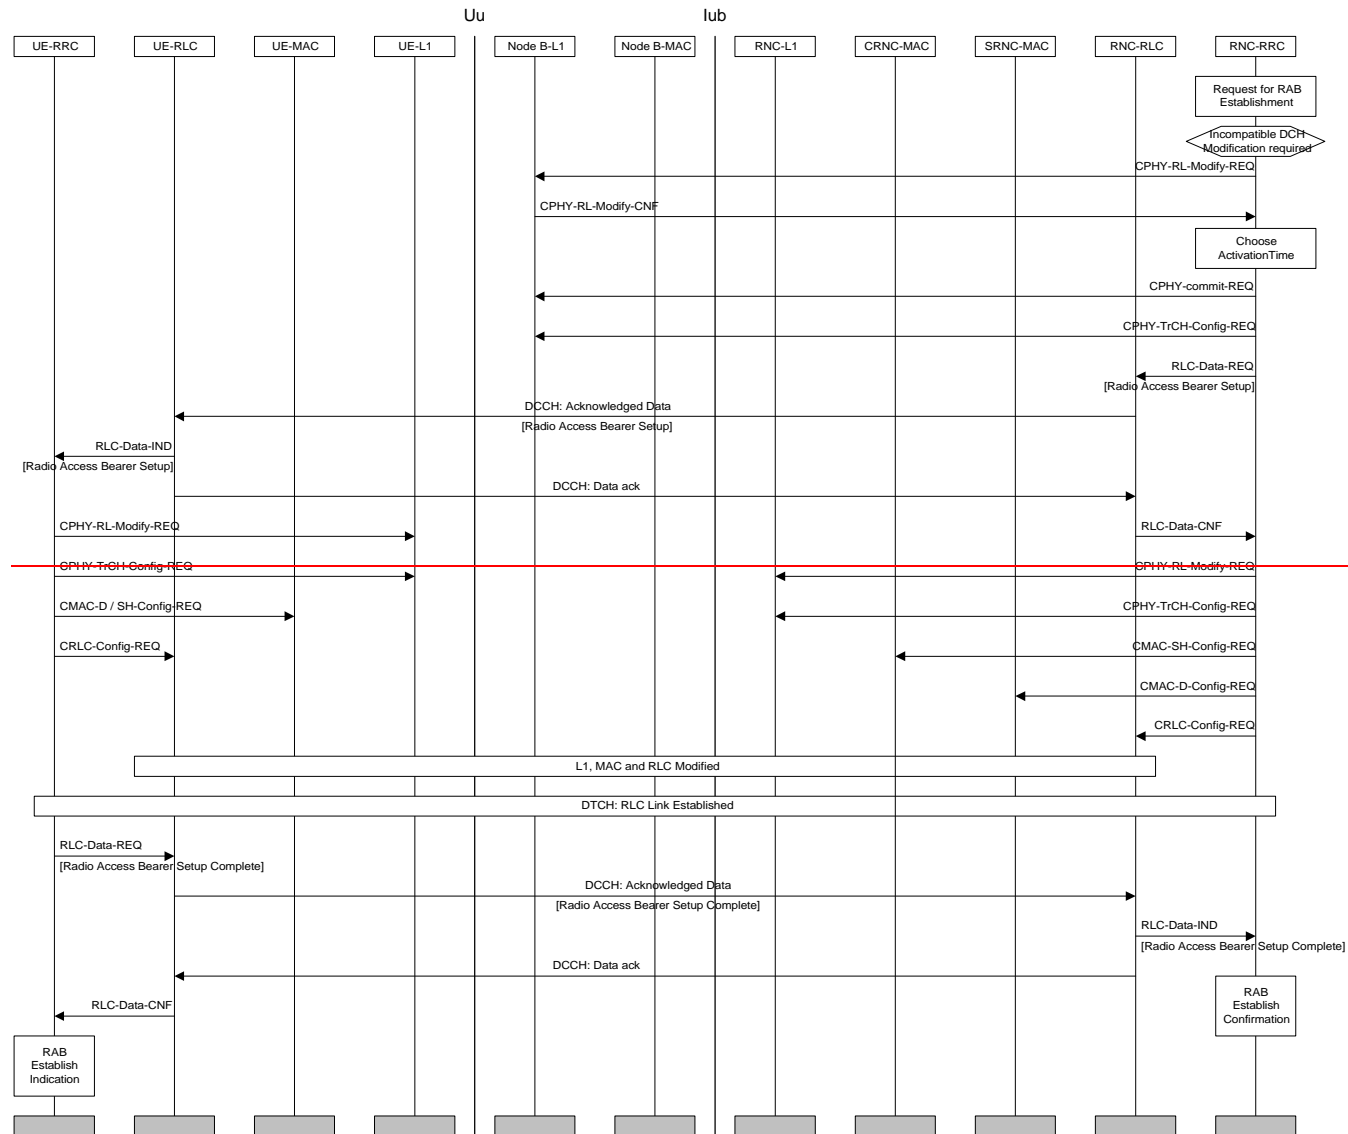 Uu
Iub
UE-RRC
UE-RLC
UE-MAC
UE-L1
Node B-L1
Node B-MAC
RNC-L1
CRNC-MAC
SRNC-MAC
RNC-RLC
RNC-RRC
Request for RAB
Establishment
Incompatible DCH
Modification required
CPHY-RL-Modify-REQ
CPHY-RL-Modify-CNF
Choose
ActivationTime
CPHY-commit-REQ
CPHY-TrCH-Config-REQ
RLC-Data-REQ
[Radio Access Bearer Setup]
DCCH: Acknowledged Data
[Radio Access Bearer Setup]
RLC-Data-IND
[Radio Access Bearer Setup]
DCCH: Data ack
CPHY-RL-Modify-REQ
RLC-Data-CNF
CPHY-TrCH-Config-REQ
CPHY-RL-Modify-REQ
CMAC-D / SH-Config-REQ
CPHY-TrCH-Config-REQ
CRLC-Config-REQ
CMAC-SH-Config-REQ
CMAC-D-Config-REQ
CRLC-Config-REQ
L1, MAC and RLC Modified
DTCH: RLC Link Established
RLC-Data-REQ
[Radio Access Bearer Setup Complete]
DCCH: Acknowledged Data
[Radio Access Bearer Setup Complete]
RLC-Data-IND
[Radio Access Bearer Setup Complete]
DCCH: Data ack
RAB
Establish
Confirmation
RLC-Data-CNF
RAB
Establish
Indication